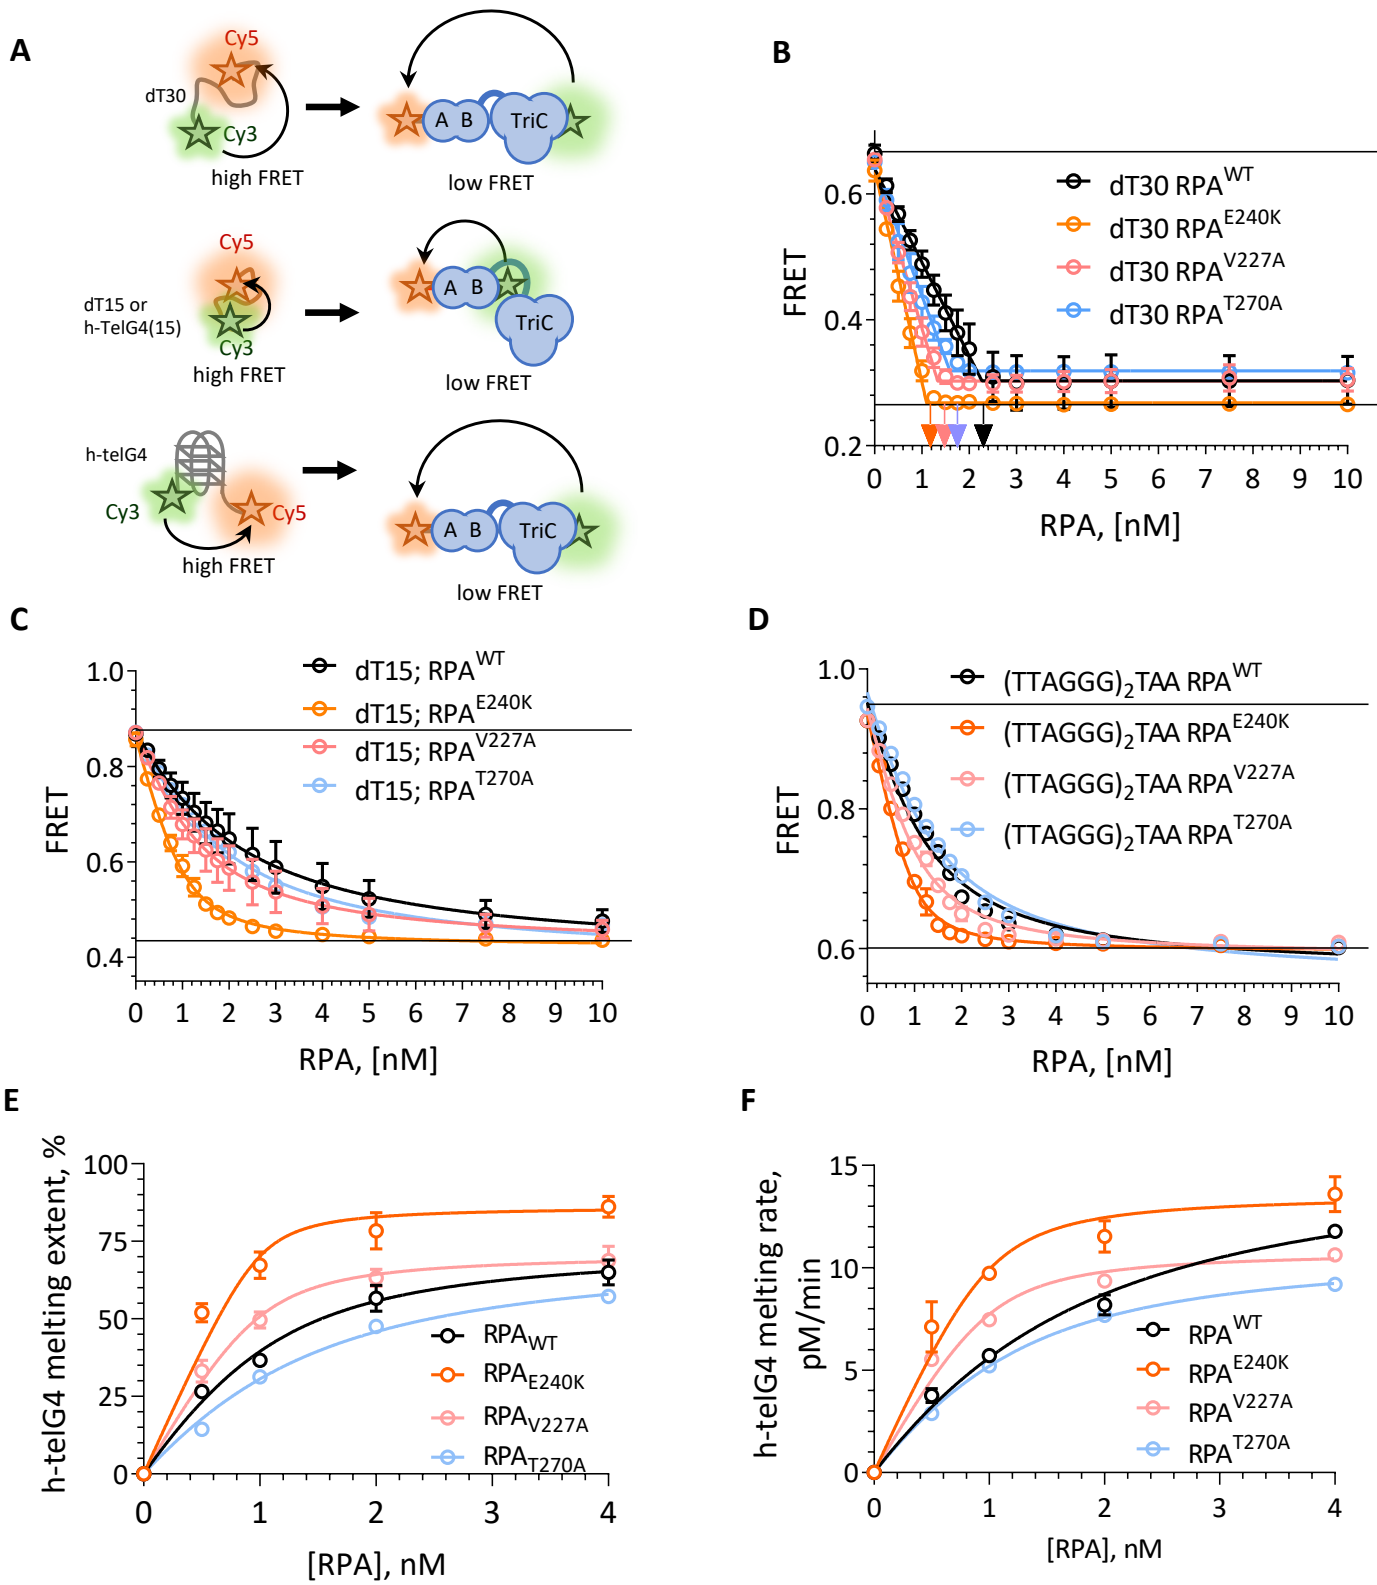 A
Cy5
dT30
Cy3
high FRET
A B
TriC
low FRET
Cy5
dT15 or
h-TelG4(15)
Cy3
high FRET
A B
TriC
low FRET
h-telG4
Cy3
Cy5
high FRET
A B
TriC
low FRET
B
FRET
0.6
0.4
0.2
dT30 RPA^WT
dT30 RPA^E240K
dT30 RPA^V227A
dT30 RPA^T270A
0 1 2 3 4 5 6 7 8 9 10
RPA, [nM]
C
FRET
1.0
0.8
0.6
0.4
dT15; RPA^WT
dT15; RPA^E240K
dT15; RPA^V227A
dT15; RPA^T270A
0 1 2 3 4 5 6 7 8 9 10
RPA, [nM]
D
FRET
1.0
0.8
0.6
(TTAGGG)₂TAA RPA^WT
(TTAGGG)₂TAA RPA^E240K
(TTAGGG)₂TAA RPA^V227A
(TTAGGG)₂TAA RPA^T270A
0 1 2 3 4 5 6 7 8 9 10
RPA, [nM]
E
h-telG4 melting extent, %
100
75
50
25
0
RPA_WT
RPA_E240K
RPA_V227A
RPA_T270A
0 1 2 3 4
[RPA], nM
F
h-telG4 melting rate,
pM/min
15
10
5
0
RPA^WT
RPA^E240K
RPA^V227A
RPA^T270A
0 1 2 3 4
[RPA], nM